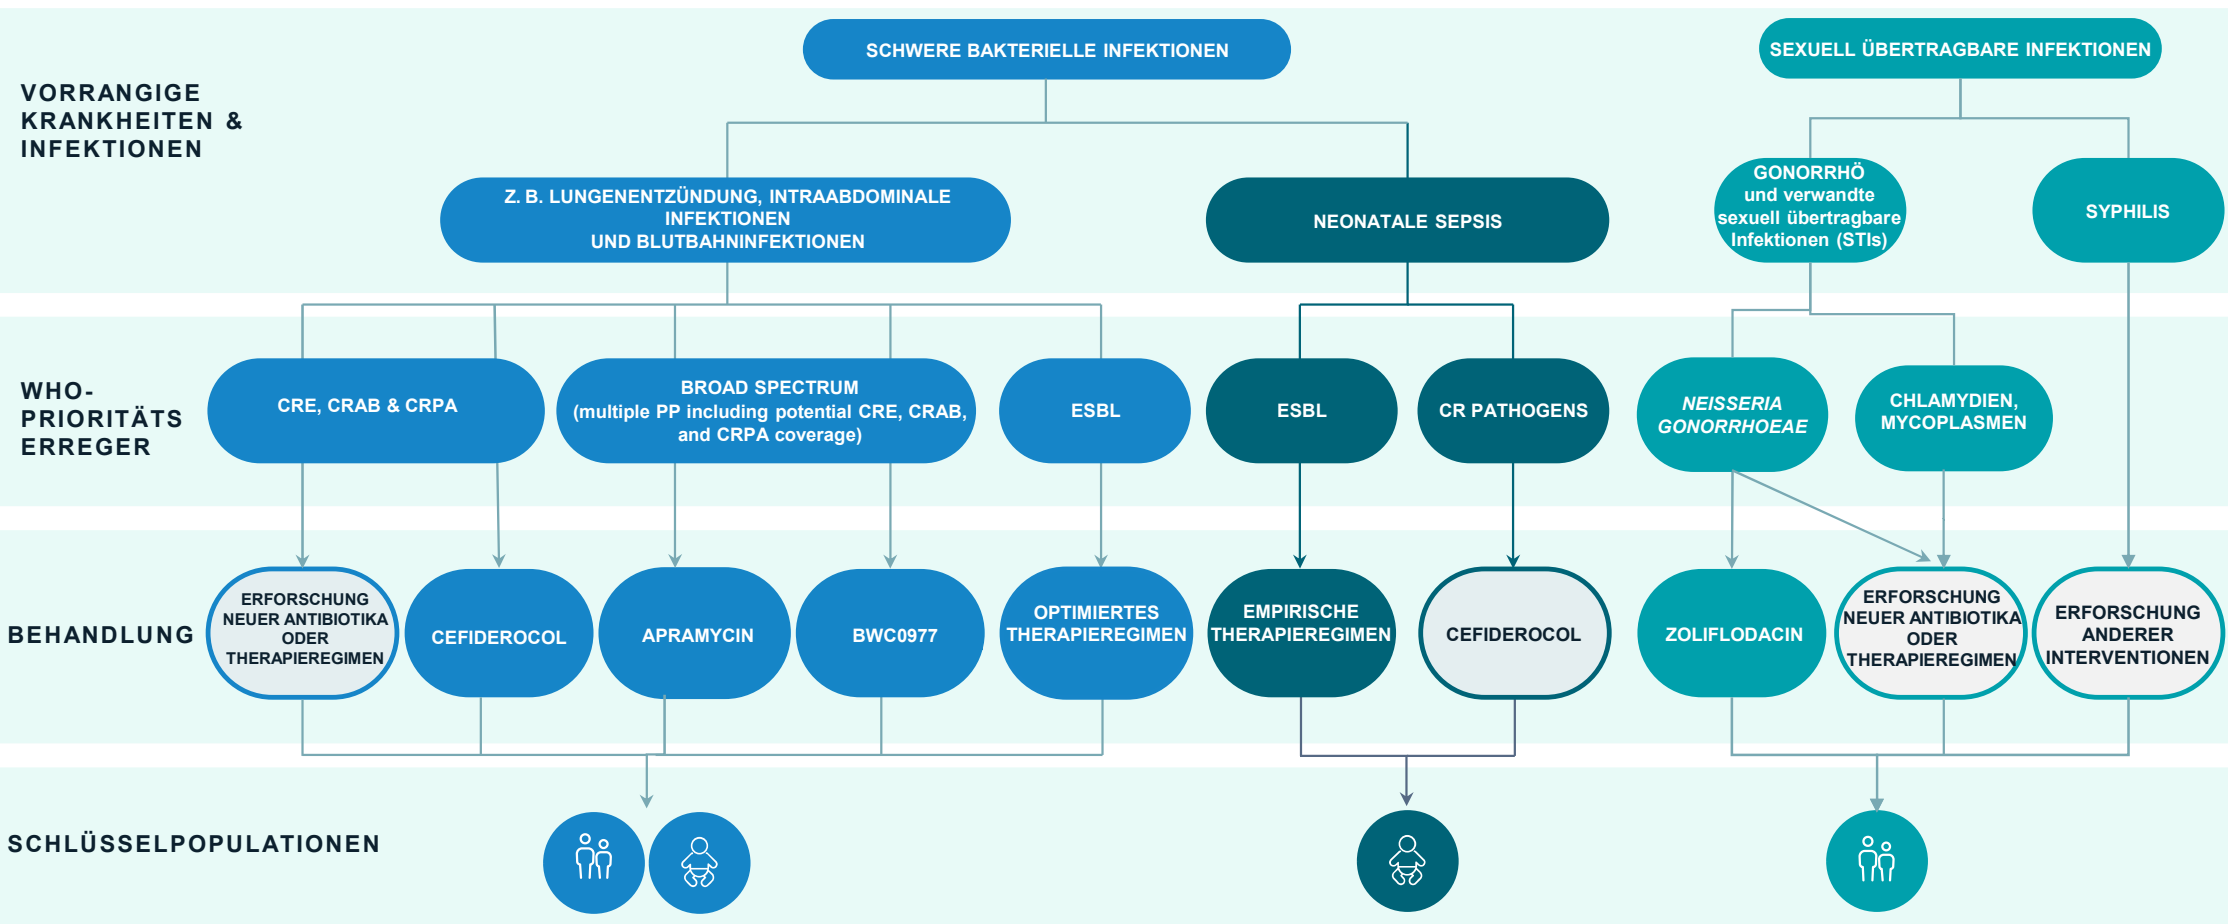 SCHWERE BAKTERIELLE INFEKTIONEN
SEXUELL ÜBERTRAGBARE INFEKTIONEN
VORRANGIGE
KRANKHEITEN &
INFEKTIONEN
Z. B. LUNGENENTZÜNDUNG, INTRAABDOMINALE
INFEKTIONEN
UND BLUTBAHNINFEKTIONEN
NEONATALE SEPSIS
GONORRHÖ
und verwandte
sexuell übertragbare
Infektionen (STIs)
SYPHILIS
WHO-
PRIORITÄTS
ERREGER
CRE, CRAB & CRPA
BROAD SPECTRUM
(multiple PP including potential CRE, CRAB,
and CRPA coverage)
ESBL
ESBL
CR PATHOGENS
NEISSERIA
GONORRHOEAE
CHLAMYDIEN,
MYCOPLASMEN
BEHANDLUNG
ERFORSCHUNG
NEUER ANTIBIOTIKA
ODER
THERAPIEREGIMEN
CEFIDEROCOL
APRAMYCIN
BWC0977
OPTIMIERTES
THERAPIEREGIMEN
EMPIRISCHE
THERAPIEREGIMEN
CEFIDEROCOL
ZOLIFLODACIN
ERFORSCHUNG
NEUER ANTIBIOTIKA
ODER
THERAPIEREGIMEN
ERFORSCHUNG
ANDERER
INTERVENTIONEN
SCHLÜSSELPOPULATIONEN